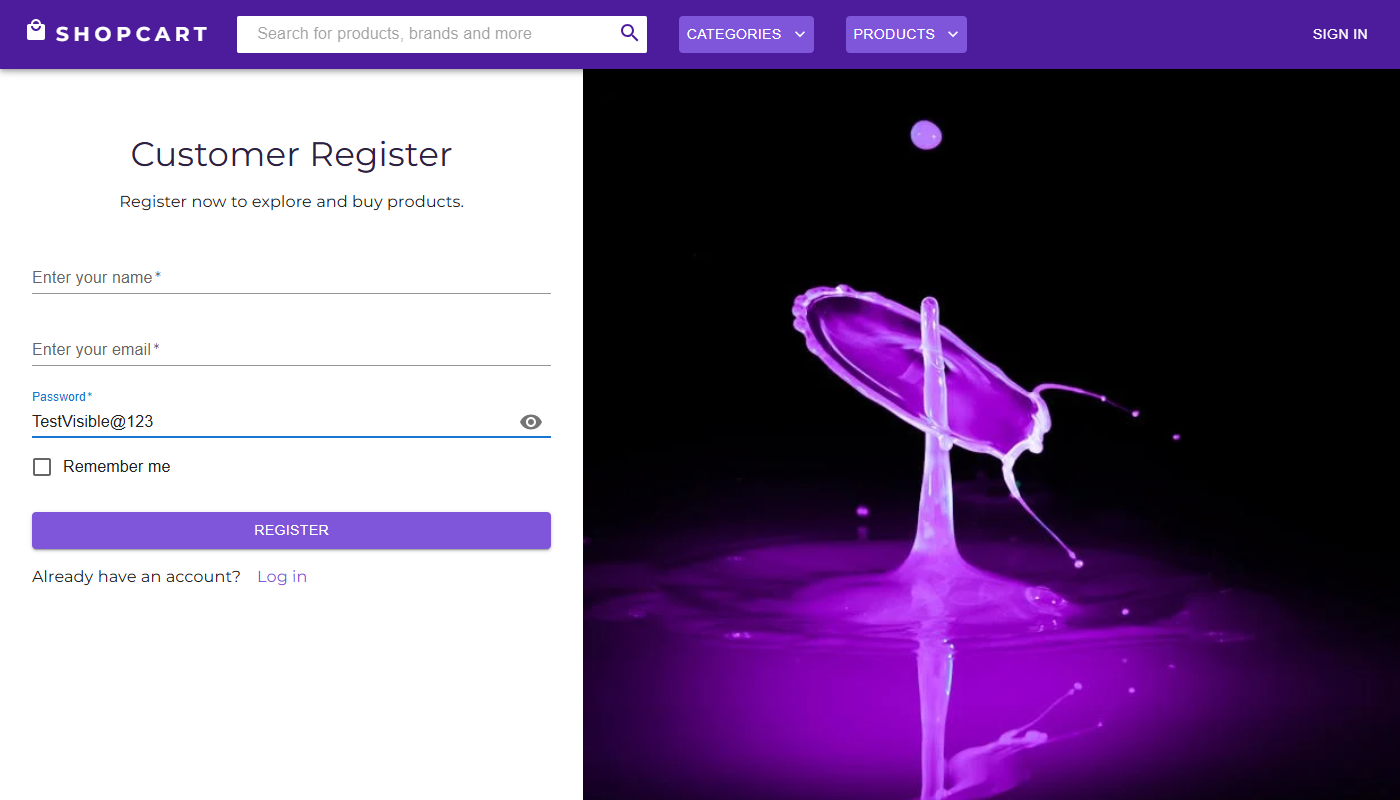 SHOPCART
Search for products, brands and more
CATEGORIES
PRODUCTS
SIGN IN
Customer Register
Register now to explore and buy products.
Enter your name *
Enter your email *
Password *
TestVisible@123
Remember me
REGISTER
Already have an account? Log in